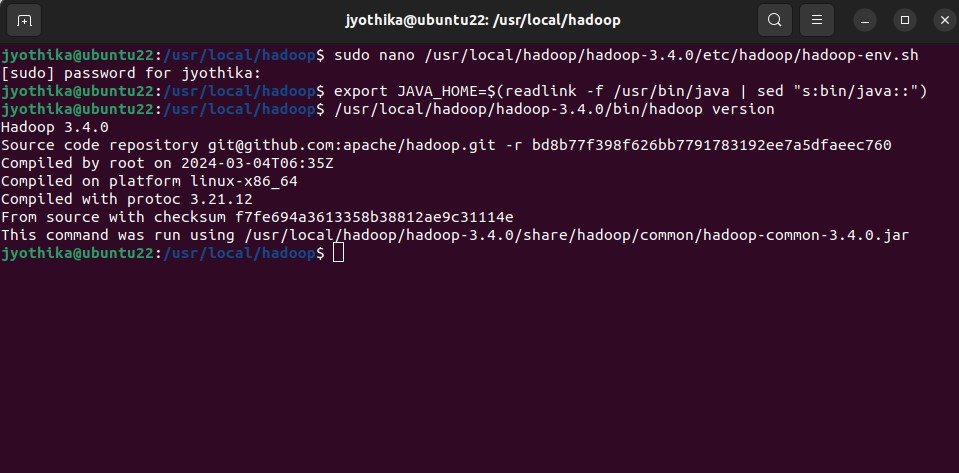 jyothika@ubuntu22: /usr/local/hadoop
jyothika@ubuntu22:/usr/local/hadoop$ sudo nano /usr/local/hadoop/hadoop-3.4.0/etc/hadoop/hadoop-env.sh
[sudo] password for jyothika:
jyothika@ubuntu22:/usr/local/hadoop$ export JAVA_HOME=$(readlink -f /usr/bin/java | sed "s:bin/java::")
jyothika@ubuntu22:/usr/local/hadoop$ /usr/local/hadoop/hadoop-3.4.0/bin/hadoop version
Hadoop 3.4.0
Source code repository git@github.com:apache/hadoop.git -r bd8b77f398f626bb7791783192ee7a5dfaeec760
Compiled by root on 2024-03-04T06:35Z
Compiled on platform linux-x86_64
Compiled with protoc 3.21.12
From source with checksum f7fe694a3613358b38812ae9c31114e
This command was run using /usr/local/hadoop/hadoop-3.4.0/share/hadoop/common/hadoop-common-3.4.0.jar
jyothika@ubuntu22:/usr/local/hadoop$